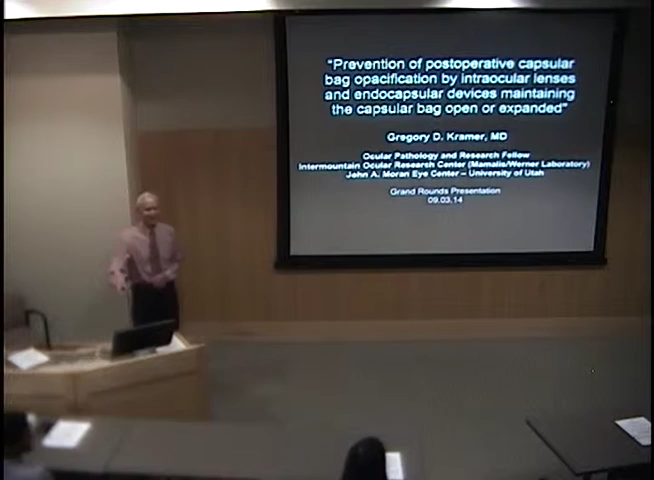 "Prevention of postoperative capsular
bag opacification by intraocular lenses
and endocapsular devices maintaining
the capsular bag open or expanded"
Gregory D. Kramer, MD
Ocular Pathology and Research Fellow
Intermountain Ocular Research Center (Mamalis/Werner Laboratory)
John A. Moran Eye Center – University of Utah
Grand Rounds Presentation
09.03.14